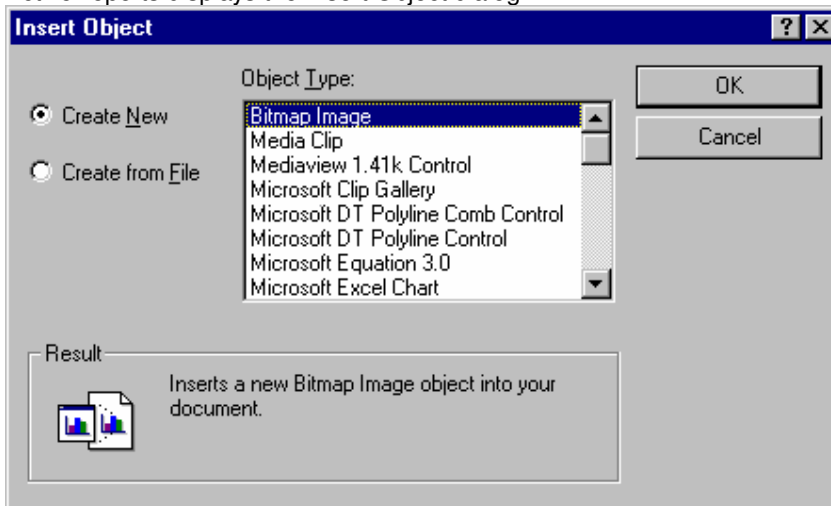 Insert Object
Object Type:
Create New
Create from File
Bitmap Image
Media Clip
Mediaview 1.41k Control
Microsoft Clip Gallery
Microsoft DT Polyline Comb Control
Microsoft DT Polyline Control
Microsoft Equation 3.0
Microsoft Excel Chart
OK
Cancel
Result
Inserts a new Bitmap Image object into your
document.